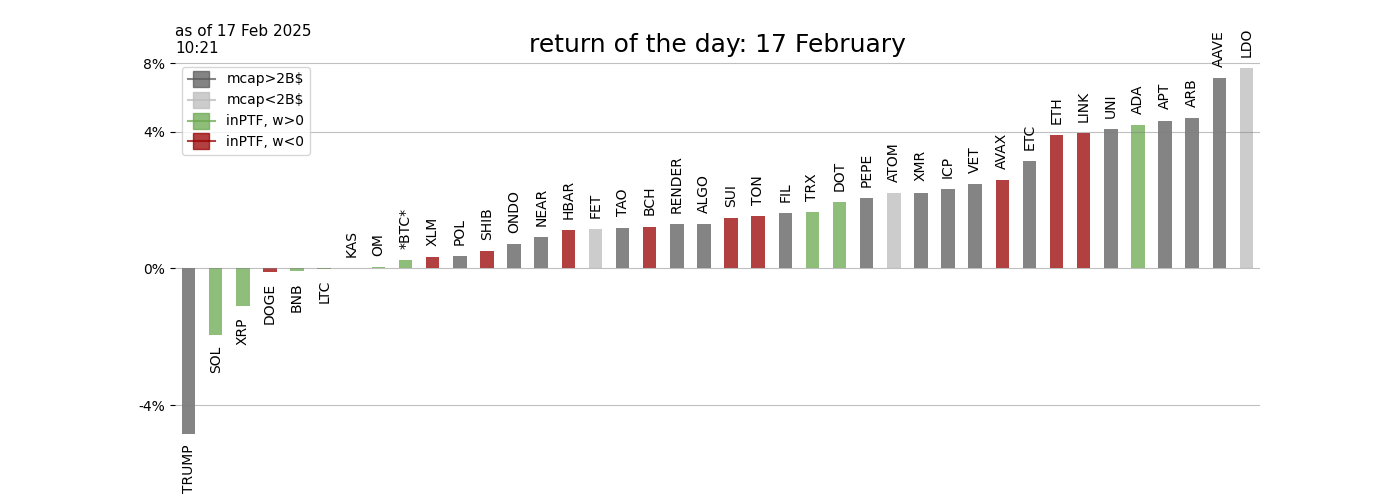 as of 17 Feb 2025
10:21
return of the day: 17 February
8%
4%
0%
-4%
mcap>2B$
mcap<2B$
inPTF, w>0
inPTF, w<0
TRUMP
SOL
XRP
DOGE
BNB
LTC
KAS
OM
*BTC*
XLM
POL
SHIB
ONDO
NEAR
HBAR
FET
TAO
BCH
RENDER
ALGO
SUI
TON
FIL
TRX
DOT
PEPE
ATOM
XMR
ICP
VET
AVAX
ETC
ETH
LINK
UNI
ADA
APT
ARB
AAVE
LDO